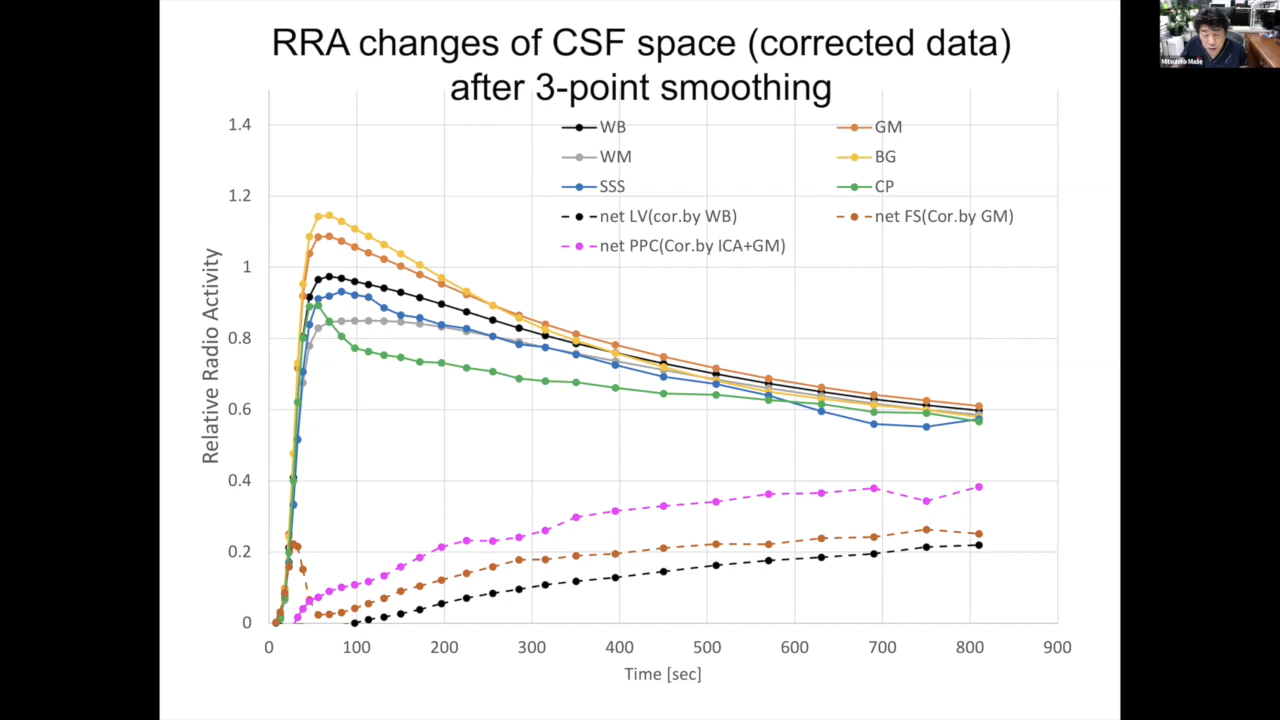 RRA changes of CSF space (corrected data)
after 3-point smoothing
Mitsuhito Mase
WB
GM
WM
BG
SSS
CP
net LV(cor.by WB)
net FS(Cor.by GM)
net PPC(Cor.by ICA+GM)
Relative Radio Activity
1.4
1.2
1
0.8
0.6
0.4
0.2
0
0 100 200 300 400 500 600 700 800 900
Time [sec]